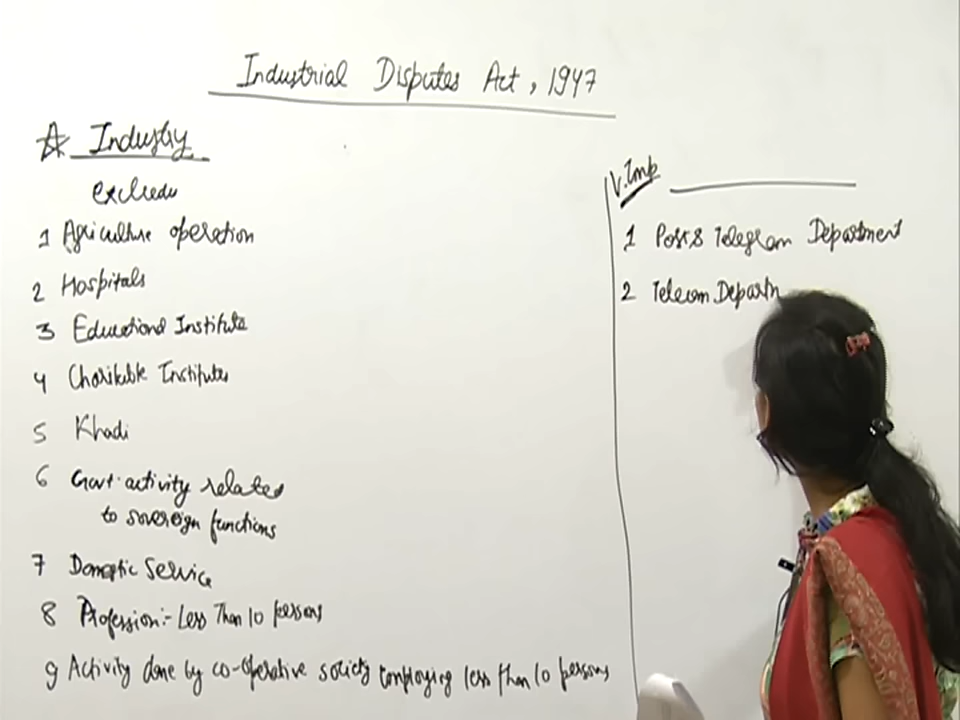 Industrial Disputes Act, 1947
Industry
exclude
1 Agriculture operation
2 Hospitals
3 Educational Institute
4 Charitable Institutes
5 Khadi
6 Govt. activity related
to sovereign functions
7 Domestic Service
8 Profession:- Less Than 10 persons
9 Activity done by co-operative society employing less than 10 persons
V. Imp
1 Post & Telegram Department
2 Telecom Departm